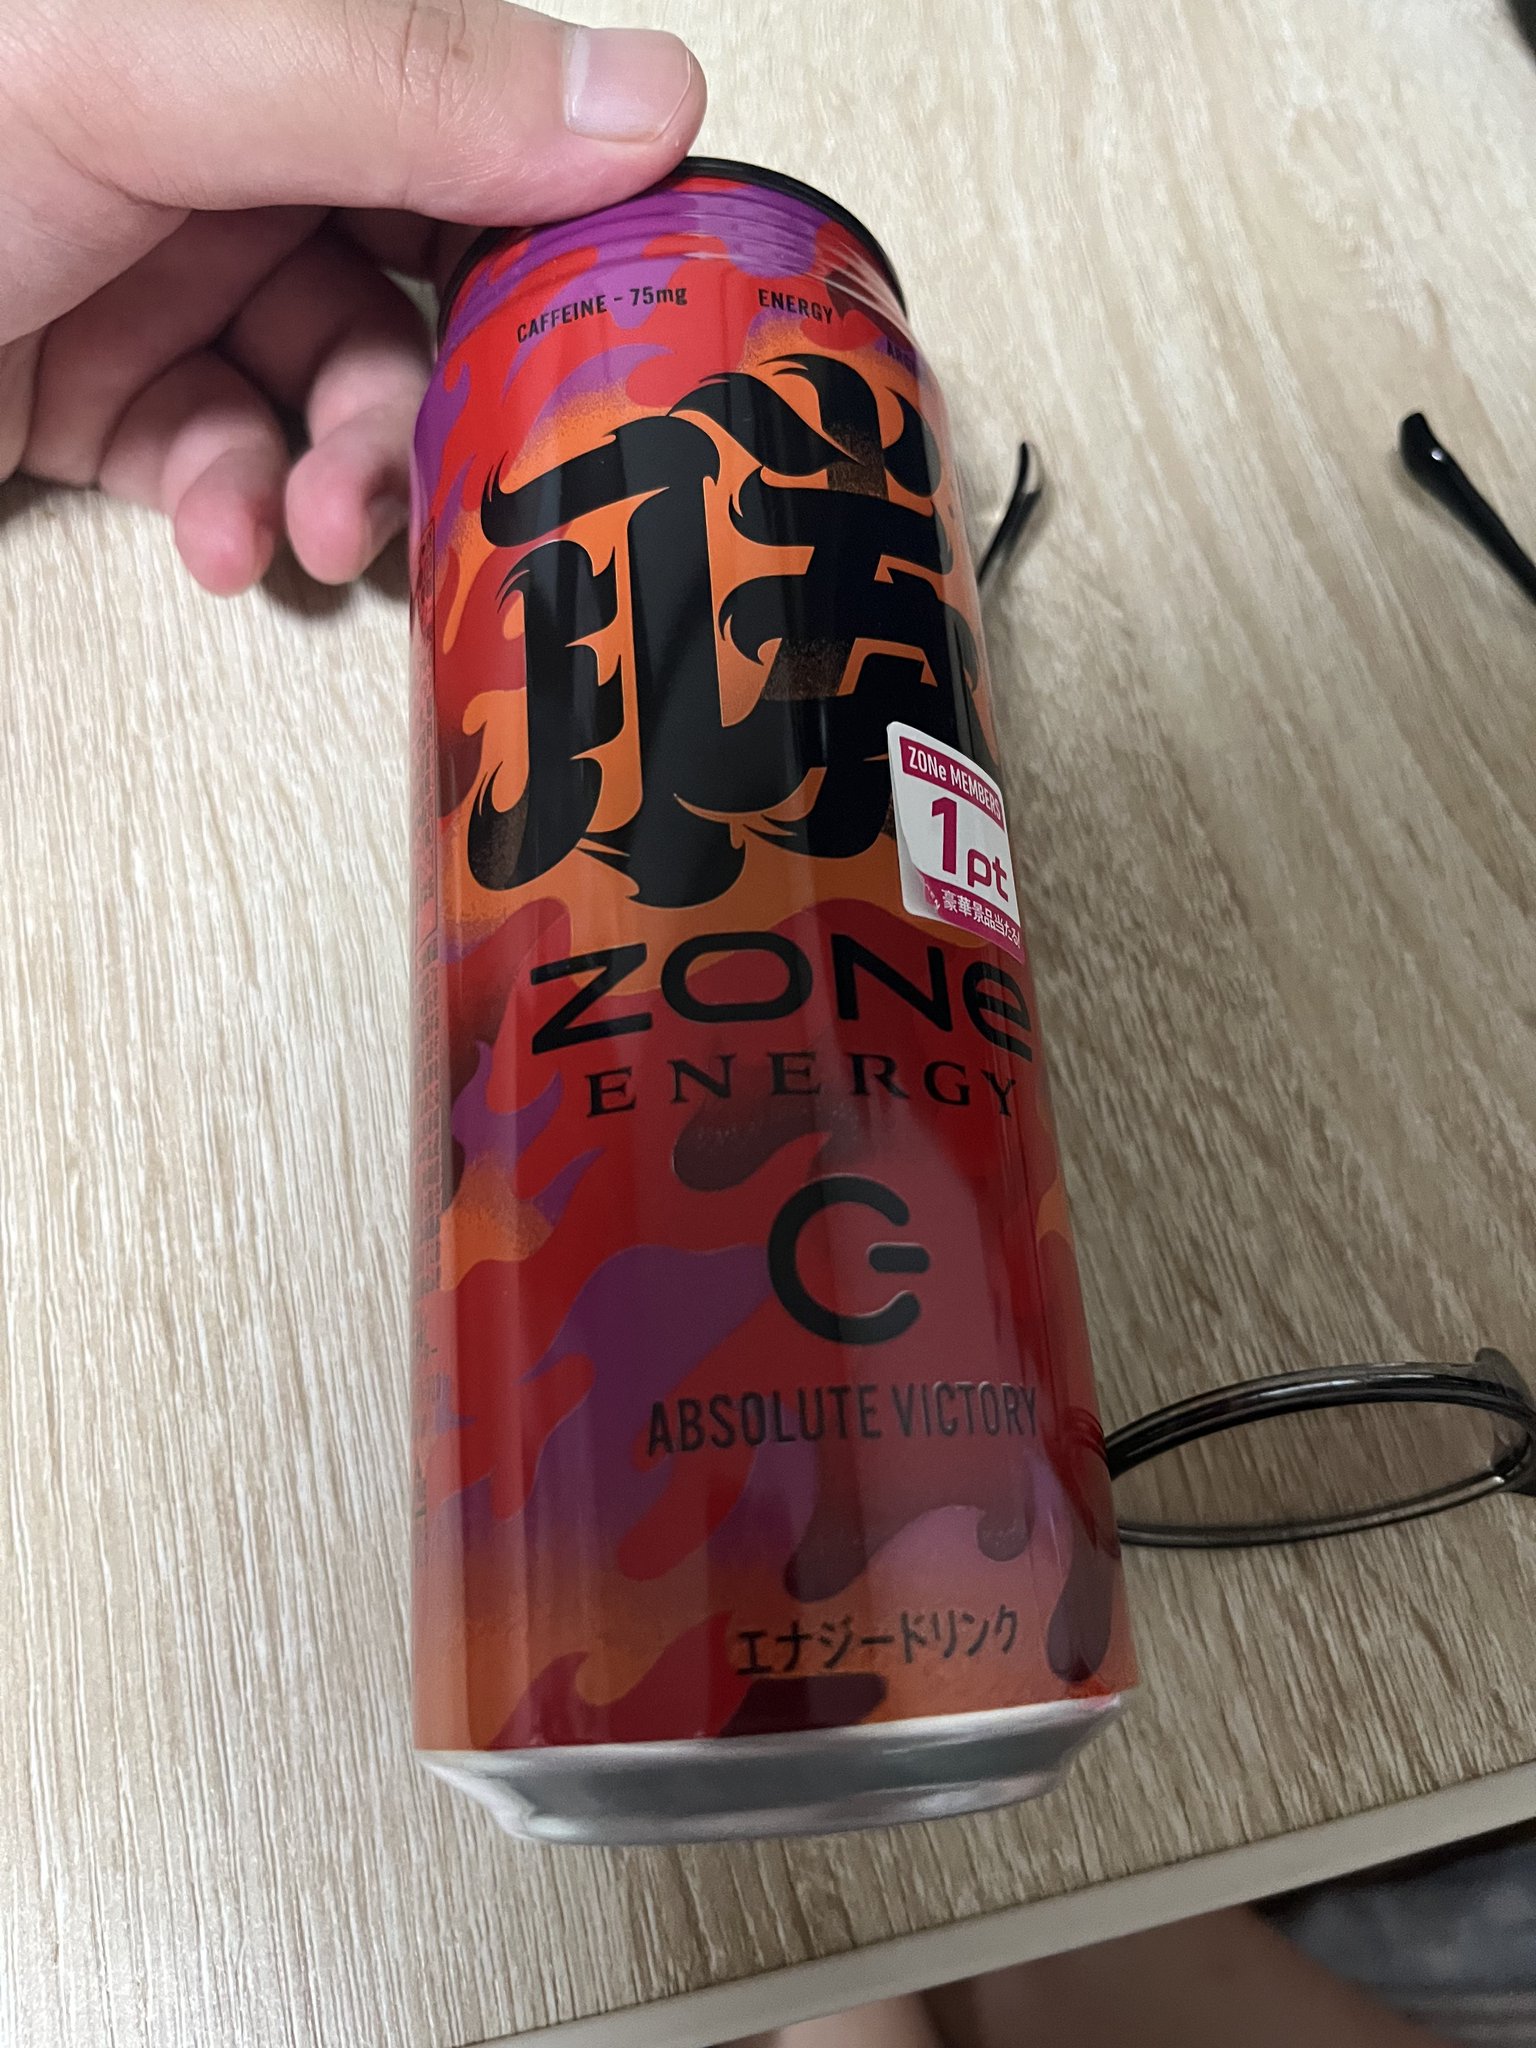 CAFFEINE - 75mg
ENERGY
勝
ZONe MEMBERS
1pt
豪華景品当たる!
ZONe
ENERGY
ABSOLUTE VICTORY
エナジードリンク